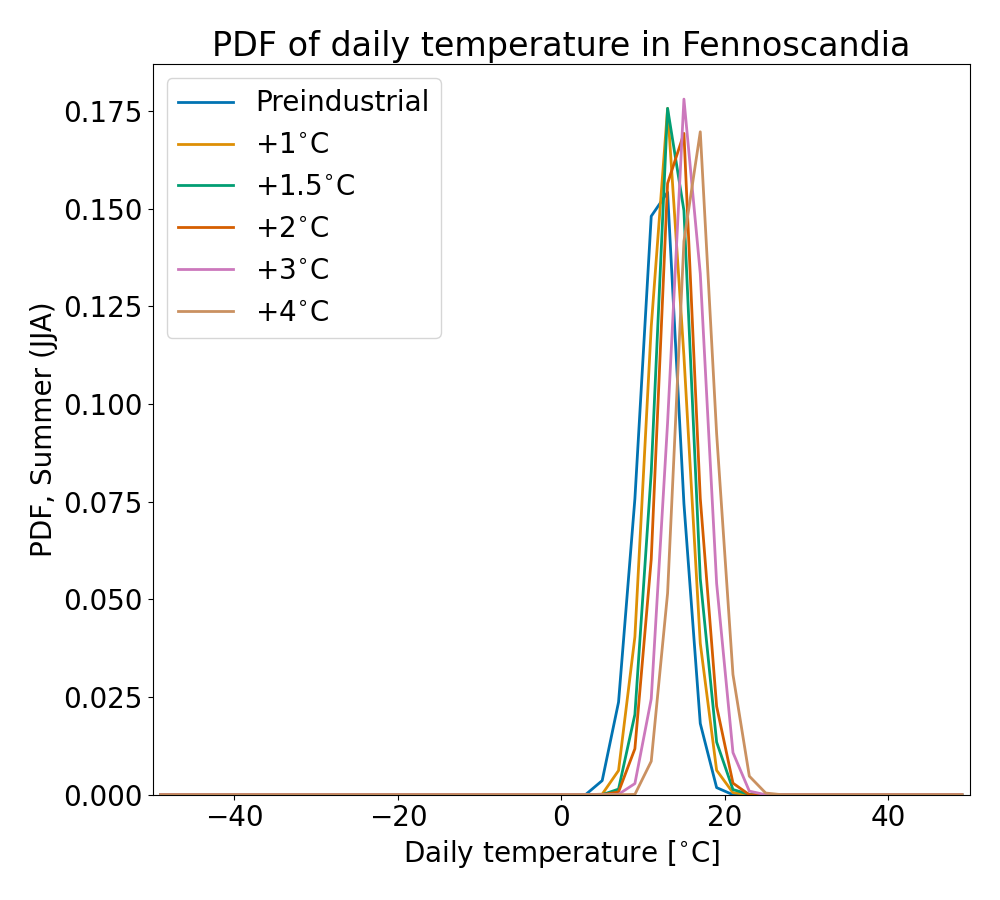 PDF of daily temperature in Fennoscandia
Preindustrial
+1°C
+1.5°C
+2°C
+3°C
+4°C
PDF, Summer (JJA)
0.175
0.150
0.125
0.100
0.075
0.050
0.025
0.000
−40 −20 0 20 40
Daily temperature [°C]